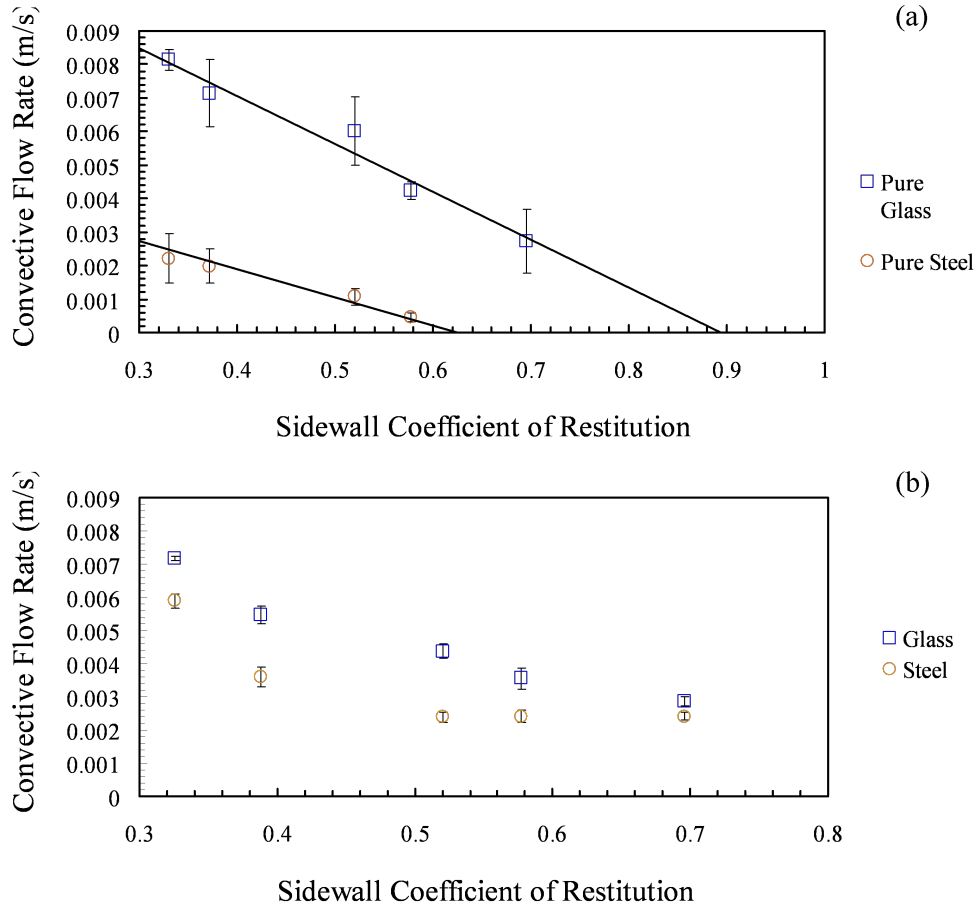 (a)
Convective Flow Rate (m/s)
0.009
0.008
0.007
0.006
0.005
0.004
0.003
0.002
0.001
0
0.3 0.4 0.5 0.6 0.7 0.8 0.9 1
Sidewall Coefficient of Restitution
Pure
Glass
Pure Steel
(b)
Convective Flow Rate (m/s)
0.009
0.008
0.007
0.006
0.005
0.004
0.003
0.002
0.001
0
0.3 0.4 0.5 0.6 0.7 0.8
Sidewall Coefficient of Restitution
Glass
Steel